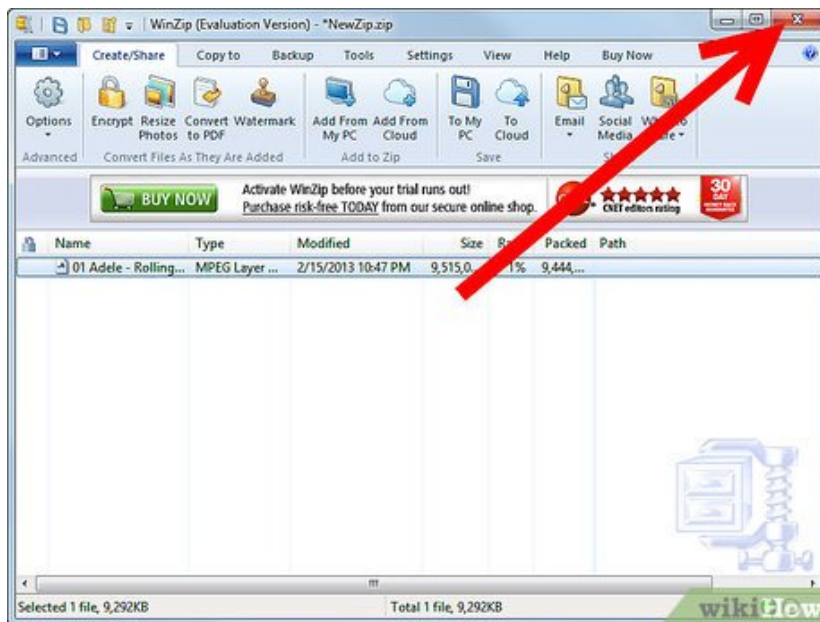 WinZip (Evaluation Version) - *NewZip.zip
Create/Share Copy to Backup Tools Settings View Help Buy Now
Options Encrypt Resize Photos Convert to PDF Watermark Add From My PC Add From Cloud To My PC To Cloud Email Social Media
Advanced Convert Files As They Are Added Add to Zip Save
BUY NOW
Activate WinZip before your trial runs out!
Purchase risk-free TODAY from our secure online shop.
CNET editors rating
30
DAY
Name Type Modified Size Packed Path
01 Adele - Rolling... MPEG Layer ... 2/15/2013 10:47 PM 9,515,0... 1% 9,444,...
Selected 1 file, 9,292KB Total 1 file, 9,292KB
wikiHow